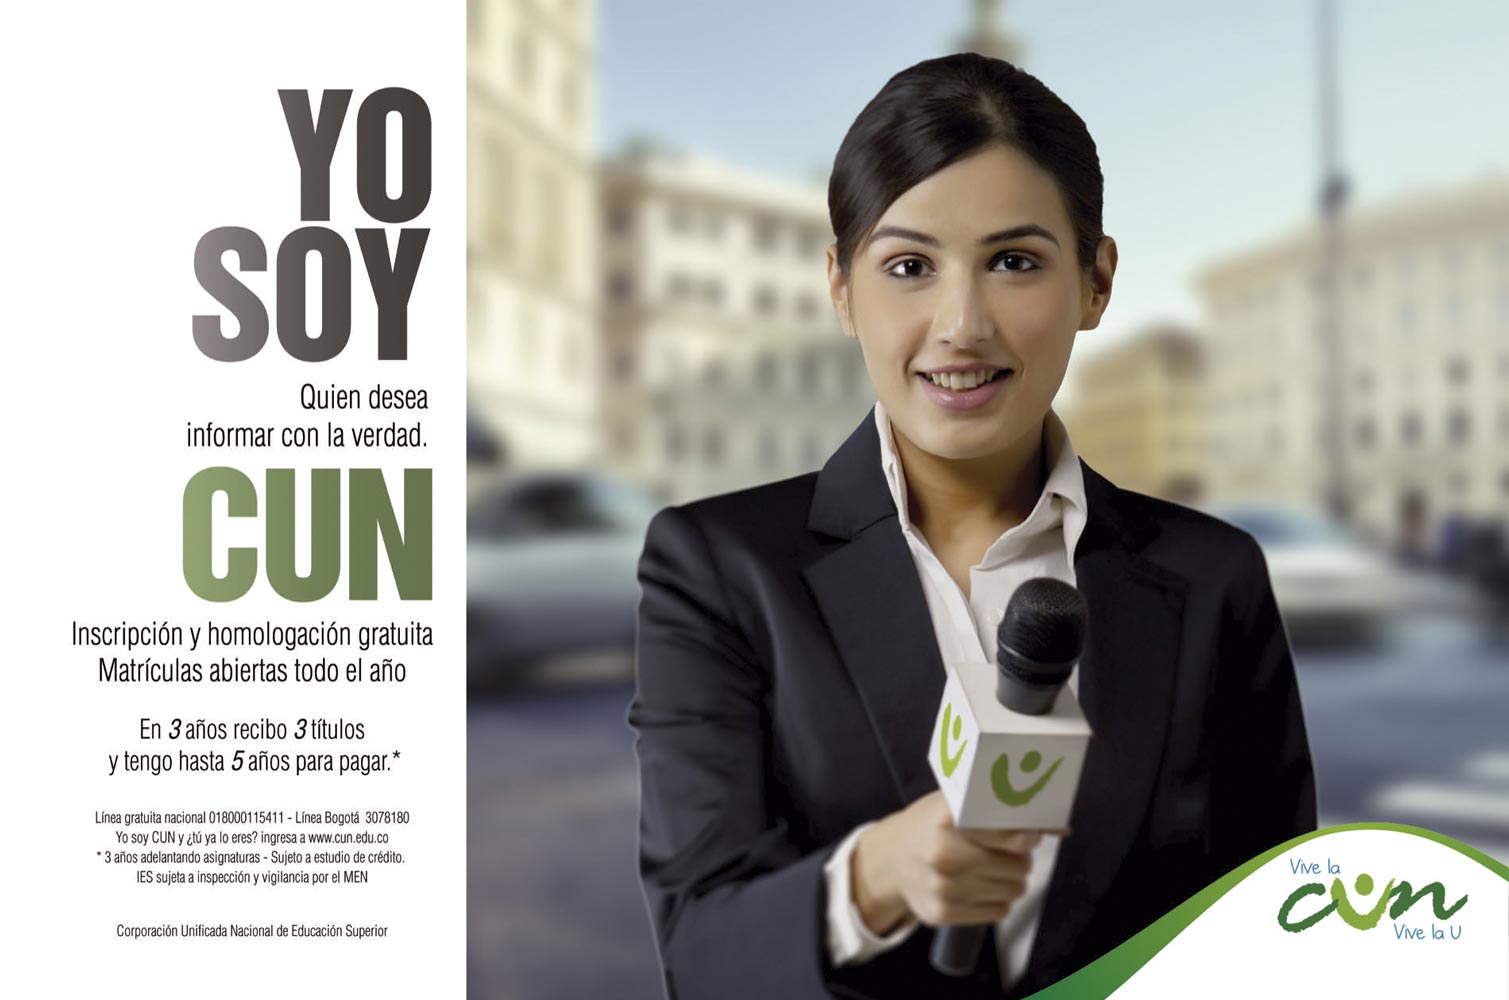 YO
SOY
Quien desea
informar con la verdad.
CUN
Inscripción y homologación gratuita
Matrículas abiertas todo el año
En 3 años recibo 3 títulos
y tengo hasta 5 años para pagar.*
Línea gratuita nacional 018000115411 - Línea Bogotá 3078180
Yo soy CUN y ¿tú ya lo eres? ingresa a www.cun.edu.co
* 3 años adelantando asignaturas - Sujeto a estudio de crédito.
IES sujeta a inspección y vigilancia por el MEN
Corporación Unificada Nacional de Educación Superior
Vive la
cun
Vive la U